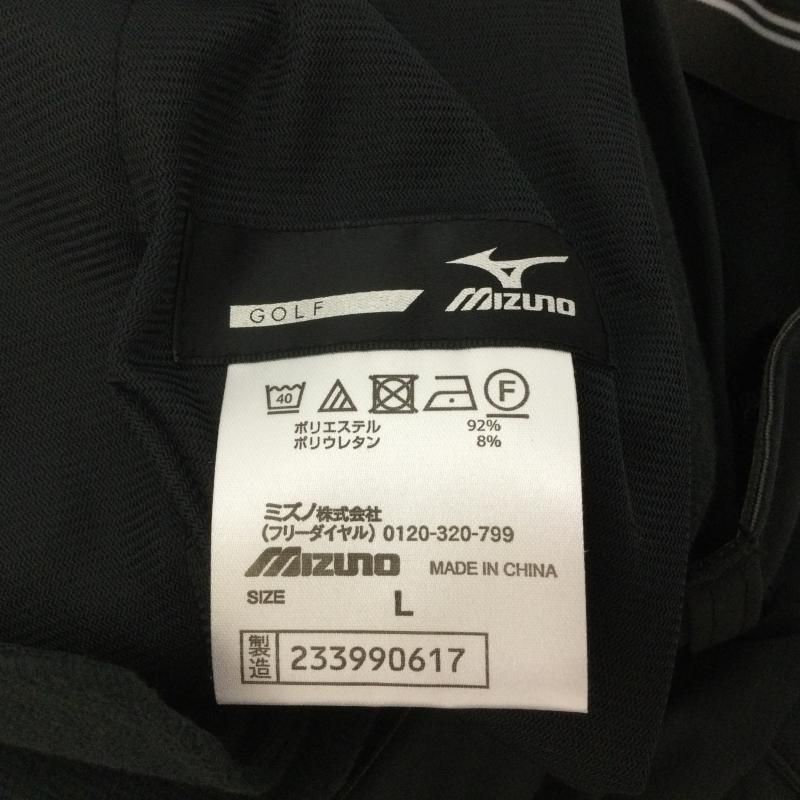 GOLF
MIZUNO
40
F
ポリエステル 92%
ポリウレタン 8%
ミズノ株式会社
(フリーダイヤル) 0120-320-799
MIZUNO MADE IN CHINA
SIZE L
製造 233990617